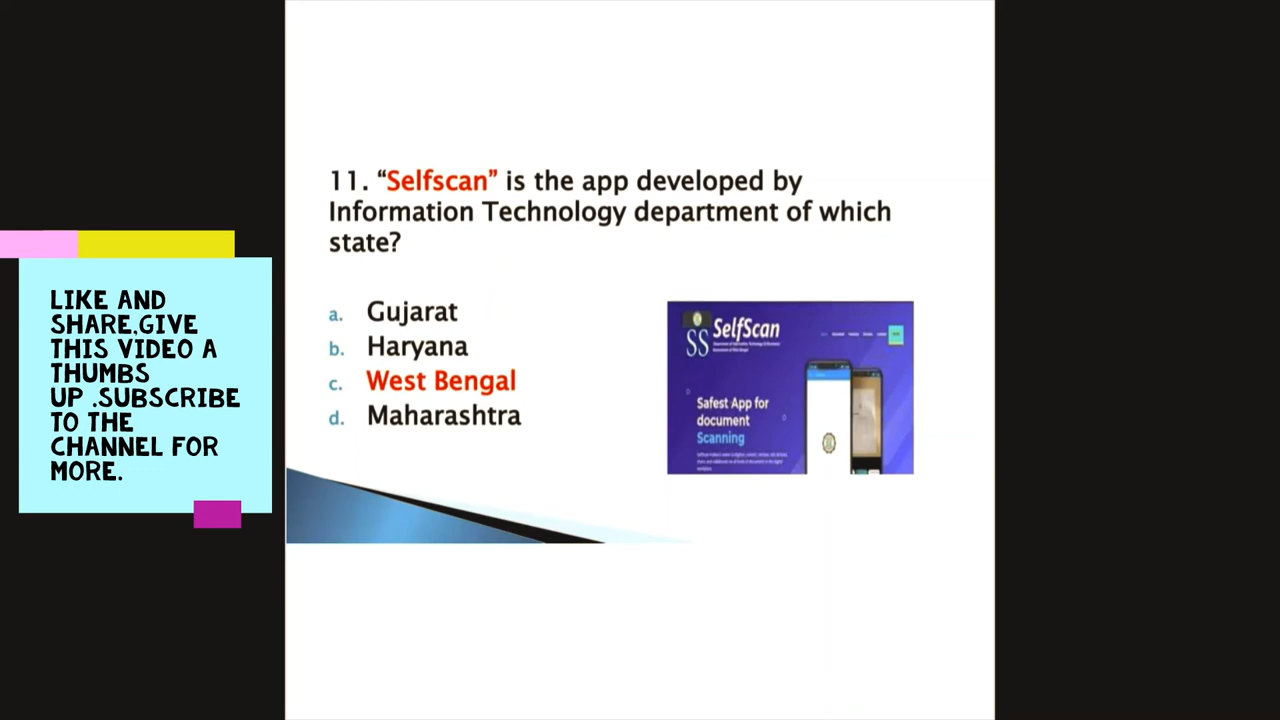 11. “Selfscan” is the app developed by
Information Technology department of which
state?
a. Gujarat
b. Haryana
c. West Bengal
d. Maharashtra
LIKE AND
SHARE,GIVE
THIS VIDEO A
THUMBS
UP .SUBSCRIBE
TO THE
CHANNEL FOR
MORE.
SS SelfScan
Safest App for
document
Scanning